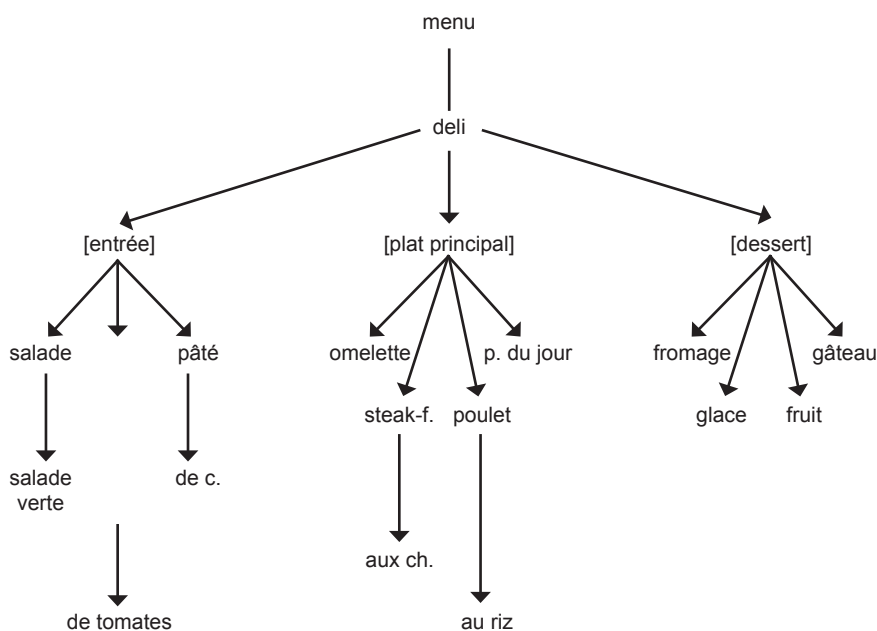 menu
deli
[entrée]
[plat principal]
[dessert]
salade
pâté
omelette
p. du jour
fromage
gâteau
steak-f.
poulet
glace
fruit
salade
verte
de c.
aux ch.
de tomates
au riz